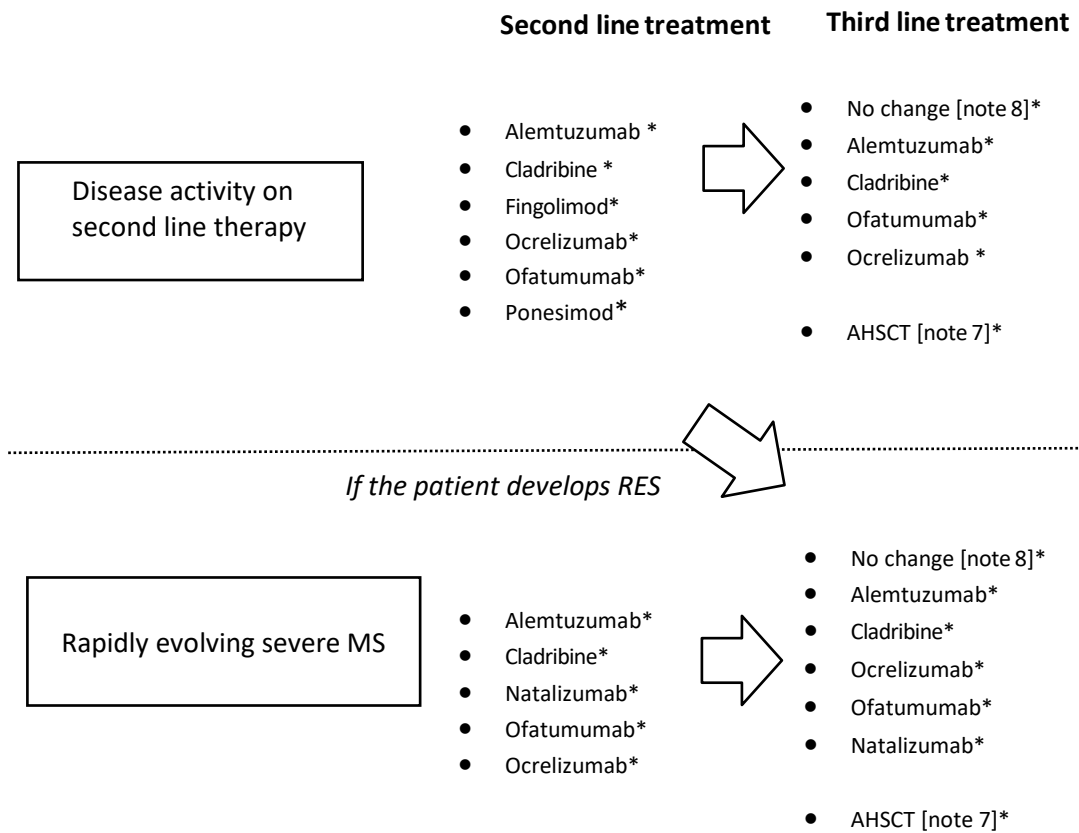 Second line treatment
Third line treatment
Disease activity on
second line therapy
• Alemtuzumab *
• Cladribine *
• Fingolimod*
• Ocrelizumab*
• Ofatumumab*
• Ponesimod*
• No change [note 8]*
• Alemtuzumab*
• Cladribine*
• Ofatumumab*
• Ocrelizumab *
• AHSCT [note 7]*
If the patient develops RES
Rapidly evolving severe MS
• Alemtuzumab*
• Cladribine*
• Natalizumab*
• Ofatumumab*
• Ocrelizumab*
• No change [note 8]*
• Alemtuzumab*
• Cladribine*
• Ocrelizumab*
• Ofatumumab*
• Natalizumab*
• AHSCT [note 7]*